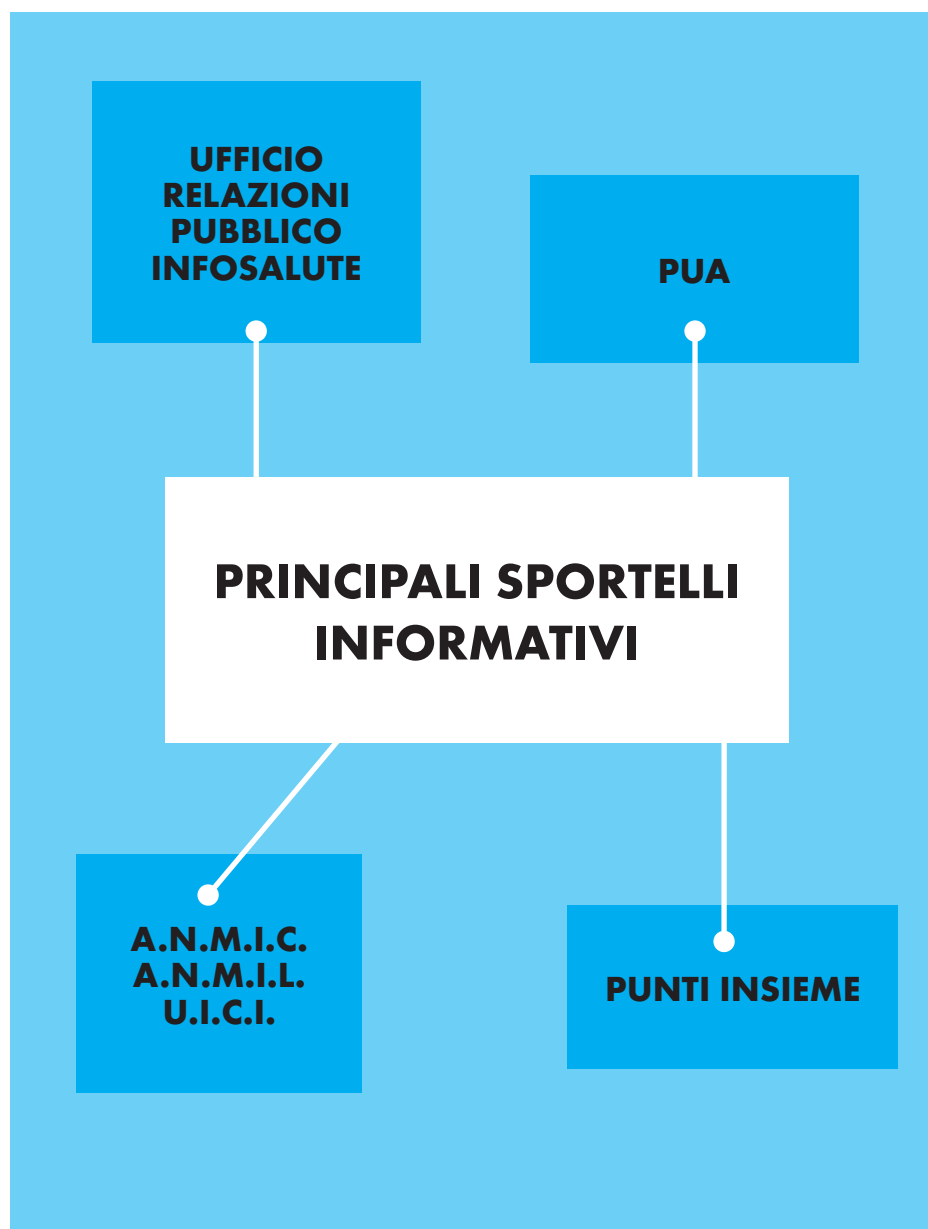 UFFICIO
RELAZIONI
PUBBLICO
INFOSALUTE
PUA
PRINCIPALI SPORTELLI
INFORMATIVI
A.N.M.I.C.
A.N.M.I.L.
U.I.C.I.
PUNTI INSIEME